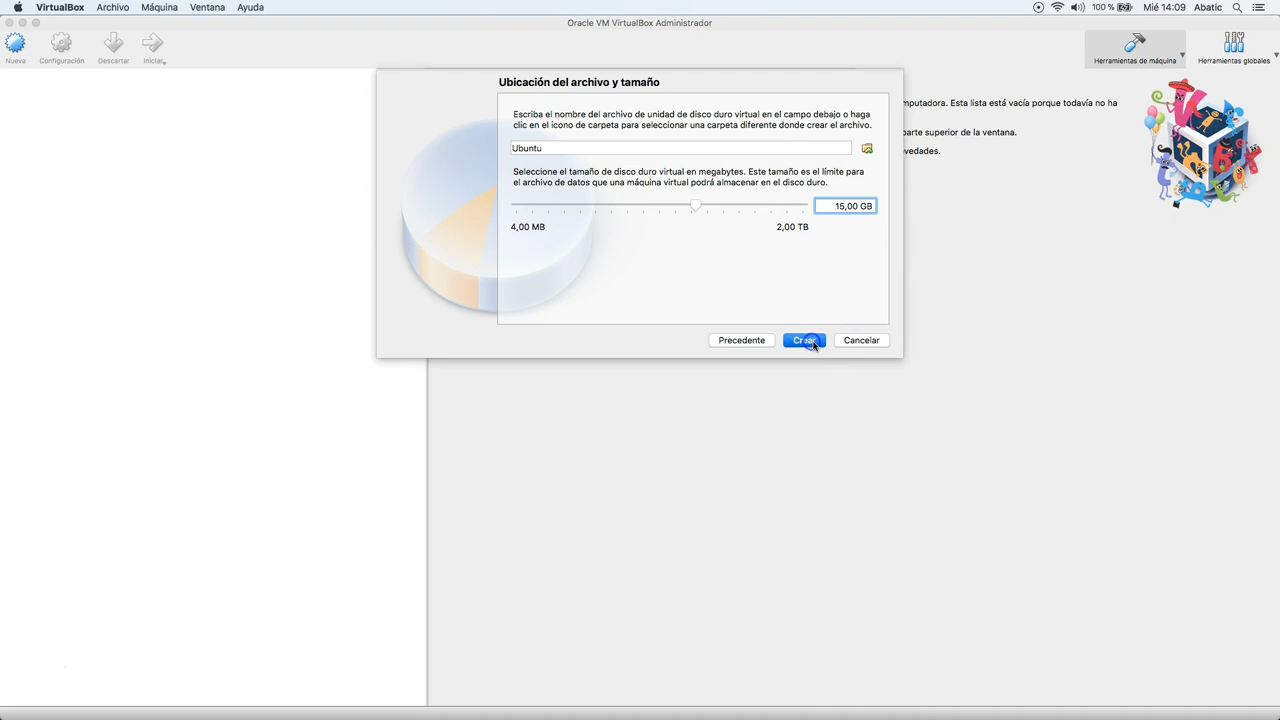 VirtualBox Archivo Máquina Ventana Ayuda 100 % Mié 14:09 Abatic
Oracle VM VirtualBox Administrador
Nueva Configuración Descartar Iniciar Herramientas de máquina Herramientas globales
Ubicación del archivo y tamaño
mputadora. Esta lista está vacía porque todavía no ha
Escriba el nombre del archivo de unidad de disco duro virtual en el campo debajo o haga
clic en el icono de carpeta para seleccionar una carpeta diferente donde crear el archivo.
parte superior de la ventana.
vedades.
Ubuntu
Seleccione el tamaño de disco duro virtual en megabytes. Este tamaño es el límite para
el archivo de datos que una máquina virtual podrá almacenar en el disco duro.
15,00 GB
4,00 MB 2,00 TB
Precedente Crear Cancelar